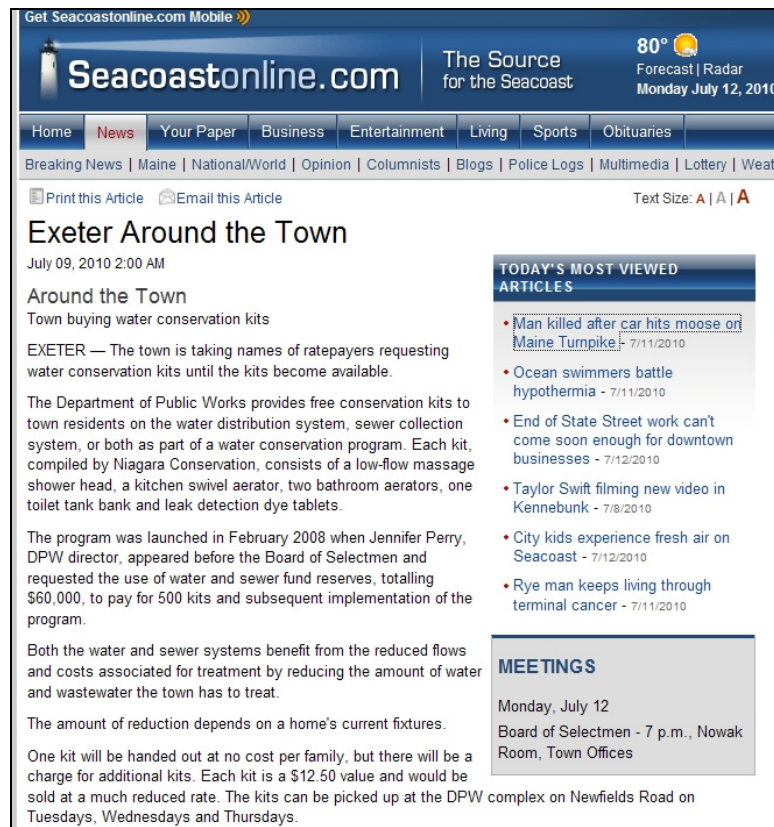 Get Seacoastonline.com Mobile
Seacoastonline.com
The Source
for the Seacoast
80°
Forecast | Radar
Monday July 12, 2010
Home News Your Paper Business Entertainment Living Sports Obituaries
Breaking News | Maine | National/World | Opinion | Columnists | Blogs | Police Logs | Multimedia | Lottery | Weat
Print this Article Email this Article
Text Size: A | A | A
Exeter Around the Town
July 09, 2010 2:00 AM
Around the Town
Town buying water conservation kits
EXETER — The town is taking names of ratepayers requesting
water conservation kits until the kits become available.
The Department of Public Works provides free conservation kits to
town residents on the water distribution system, sewer collection
system, or both as part of a water conservation program. Each kit,
compiled by Niagara Conservation, consists of a low-flow massage
shower head, a kitchen swivel aerator, two bathroom aerators, one
toilet tank bank and leak detection dye tablets.
The program was launched in February 2008 when Jennifer Perry,
DPW director, appeared before the Board of Selectmen and
requested the use of water and sewer fund reserves, totalling
$60,000, to pay for 500 kits and subsequent implementation of the
program.
Both the water and sewer systems benefit from the reduced flows
and costs associated for treatment by reducing the amount of water
and wastewater the town has to treat.
The amount of reduction depends on a home's current fixtures.
One kit will be handed out at no cost per family, but there will be a
charge for additional kits. Each kit is a $12.50 value and would be
sold at a much reduced rate. The kits can be picked up at the DPW complex on Newfields Road on
Tuesdays, Wednesdays and Thursdays.
TODAY'S MOST VIEWED
ARTICLES
• Man killed after car hits moose on
Maine Turnpike - 7/11/2010
• Ocean swimmers battle
hypothermia - 7/11/2010
• End of State Street work can't
come soon enough for downtown
businesses - 7/12/2010
• Taylor Swift filming new video in
Kennebunk - 7/8/2010
• City kids experience fresh air on
Seacoast - 7/12/2010
• Rye man keeps living through
terminal cancer - 7/11/2010
MEETINGS
Monday, July 12
Board of Selectmen - 7 p.m., Nowak
Room, Town Offices